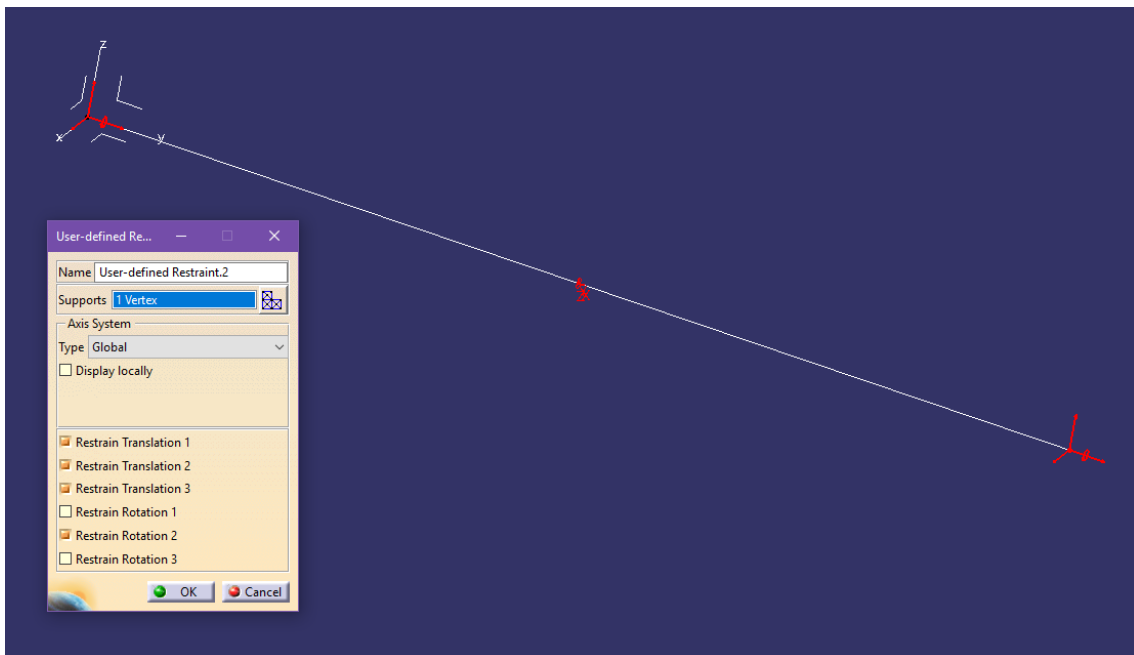 z
x
y
User-defined Re...
Name User-defined Restraint.2
Supports 1 Vertex
Axis System
Type Global
Display locally
Restrain Translation 1
Restrain Translation 2
Restrain Translation 3
Restrain Rotation 1
Restrain Rotation 2
Restrain Rotation 3
OK Cancel